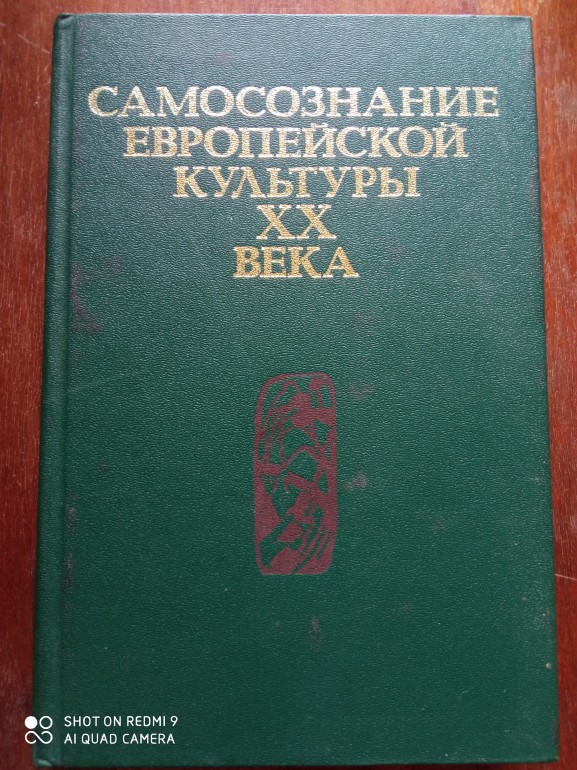 САМОСОЗНАНИЕ
ЕВРОПЕЙСКОЙ
КУЛЬТУРЫ
XX
ВЕКА
SHOT ON REDMI 9
AI QUAD CAMERA